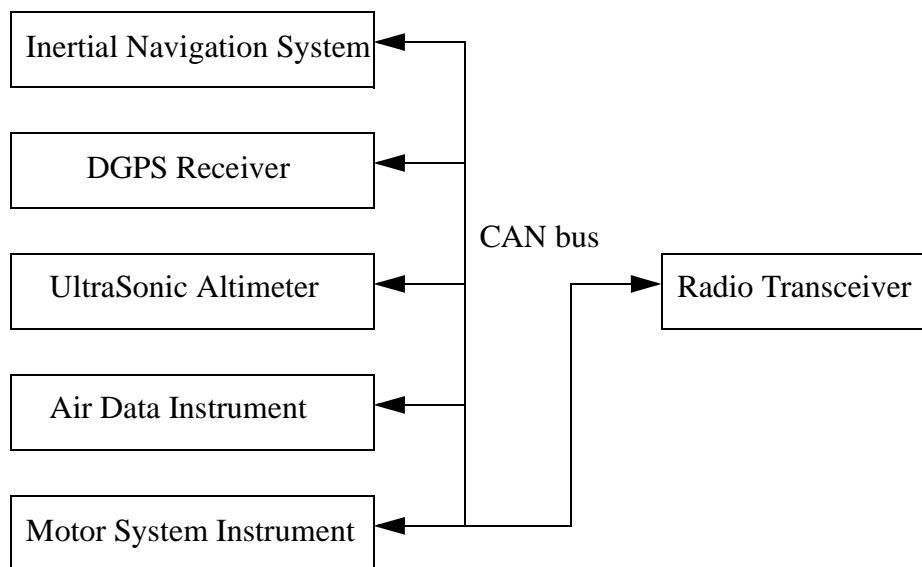 Inertial Navigation System
DGPS Receiver
CAN bus
UltraSonic Altimeter
Radio Transceiver
Air Data Instrument
Motor System Instrument